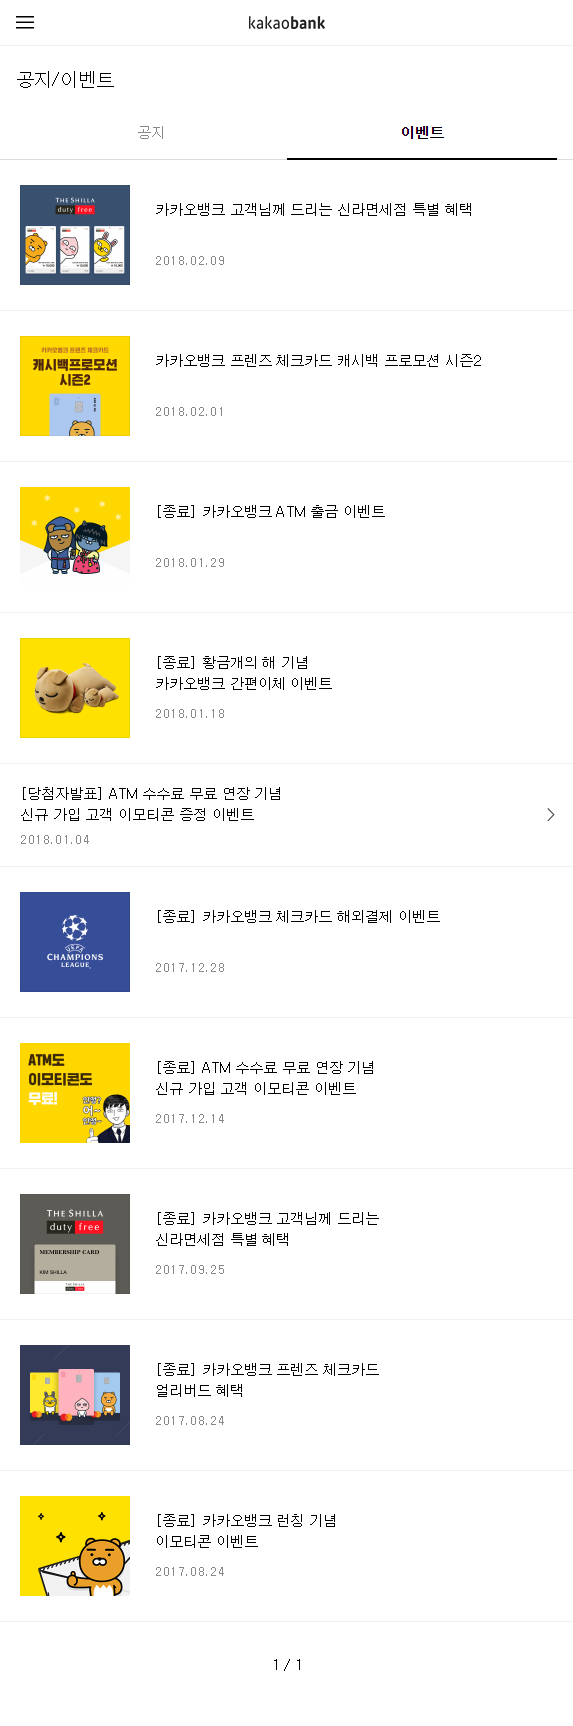 kakaobank
공지/이벤트
공지
이벤트
THE SHILLA
duty free
카카오뱅크 고객님께 드리는 신라면세점 특별 혜택
2018.02.09
카카오뱅크 프렌즈 체크카드
캐시백프로모션
시즌2
카카오뱅크 프렌즈 체크카드 캐시백 프로모션 시즌2
2018.02.01
[종료] 카카오뱅크 ATM 출금 이벤트
2018.01.29
[종료] 황금개의 해 기념
카카오뱅크 간편이체 이벤트
2018.01.18
[당첨자발표] ATM 수수료 무료 연장 기념
신규 가입 고객 이모티콘 증정 이벤트
2018.01.04
CHAMPIONS
LEAGUE
[종료] 카카오뱅크 체크카드 해외결제 이벤트
2017.12.28
ATM도
이모티콘도
무료!
[종료] ATM 수수료 무료 연장 기념
신규 가입 고객 이모티콘 이벤트
2017.12.14
THE SHILLA
duty free
MEMBERSHIP CARD
KIM SHILLA
[종료] 카카오뱅크 고객님께 드리는
신라면세점 특별 혜택
2017.09.25
[종료] 카카오뱅크 프렌즈 체크카드
얼리버드 혜택
2017.08.24
[종료] 카카오뱅크 런칭 기념
이모티콘 이벤트
2017.08.24
1 / 1